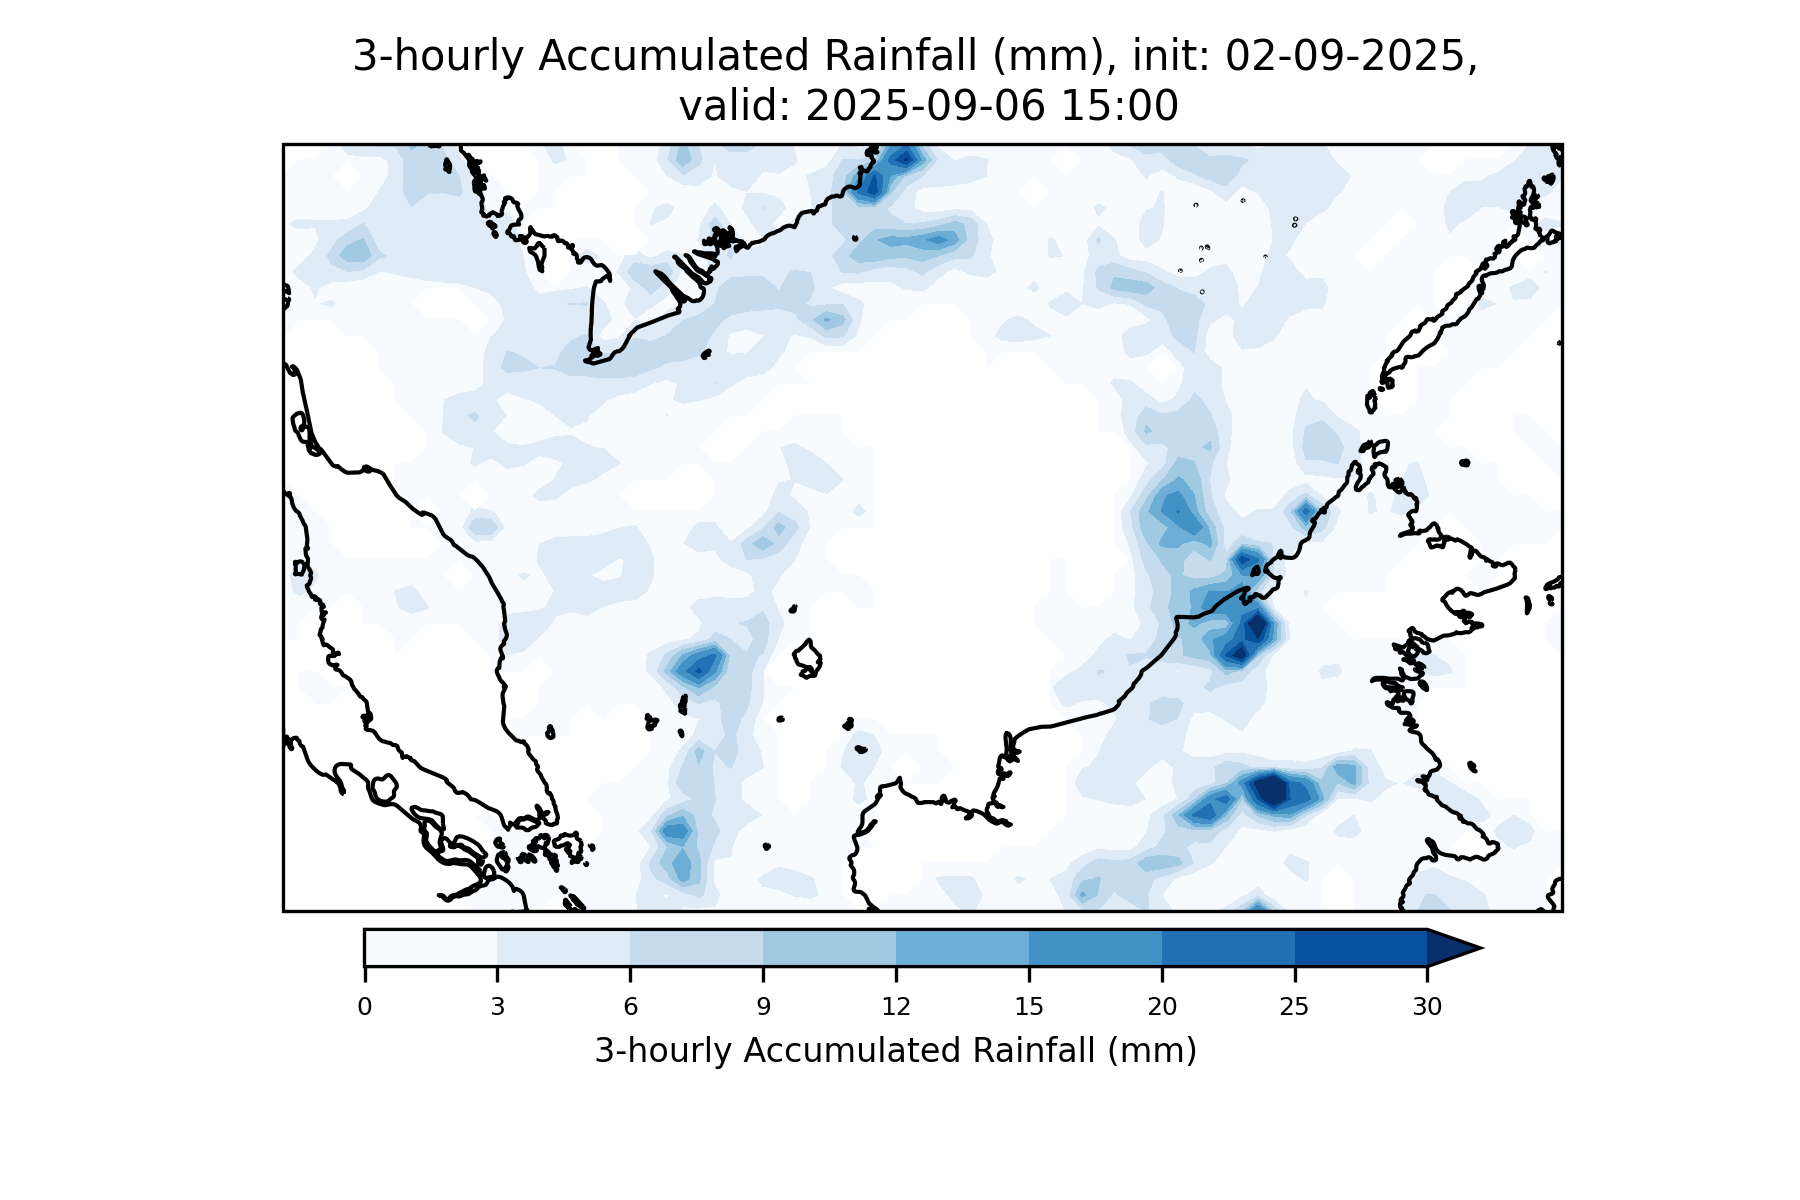 3-hourly Accumulated Rainfall (mm), init: 02-09-2025,
valid: 2025-09-06 15:00
0 3 6 9 12 15 20 25 30
3-hourly Accumulated Rainfall (mm)